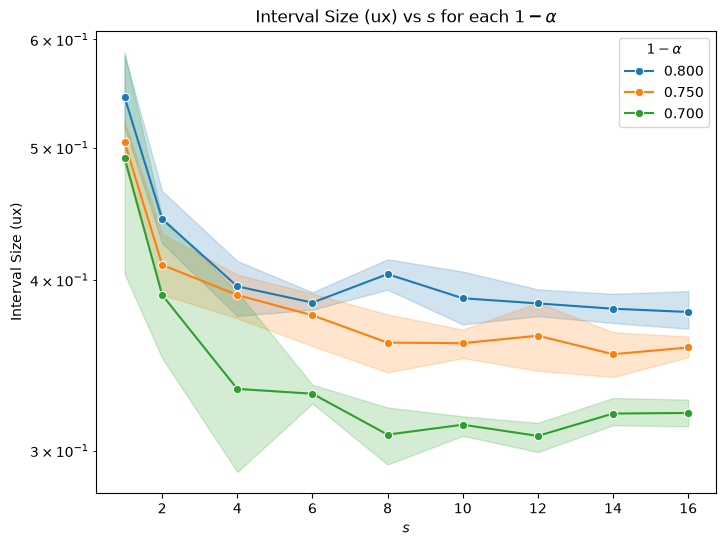 Interval Size (ux) vs s for each 1 − α
6 × 10⁻¹
5 × 10⁻¹
4 × 10⁻¹
3 × 10⁻¹
Interval Size (ux)
1 − α
0.800
0.750
0.700
2 4 6 8 10 12 14 16
s